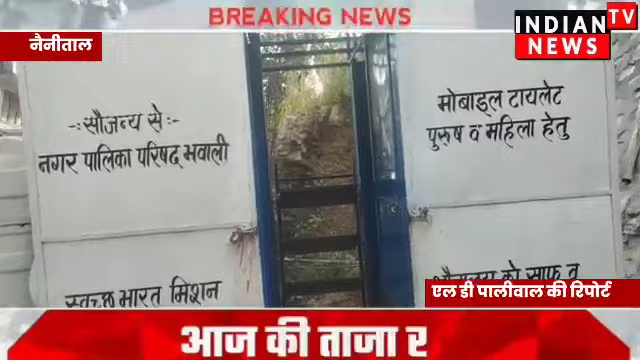 BREAKING NEWS
नैनीताल
INDIAN TV
NEWS
-:सौजन्य से:-
नगर पालिका परिषद् भवाली
स्वच्छ भारत मिशन
मोबाइल टायलेट
पुरुष व महिला हेतु
को साफ व
एल डी पालीवाल की रिपोर्ट
आज की ताजा र